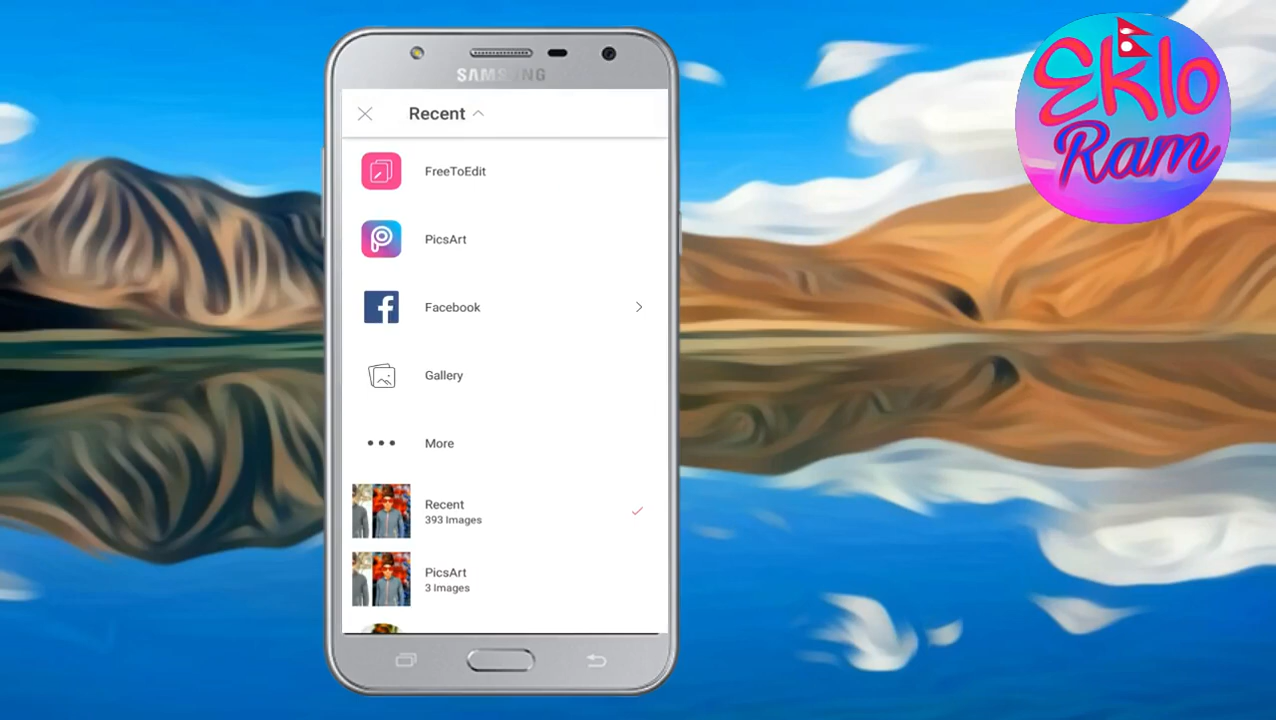 SAMSUNG
Recent
FreeToEdit
PicsArt
Facebook
Gallery
More
Recent
393 Images
PicsArt
3 Images
Eklo
Ram